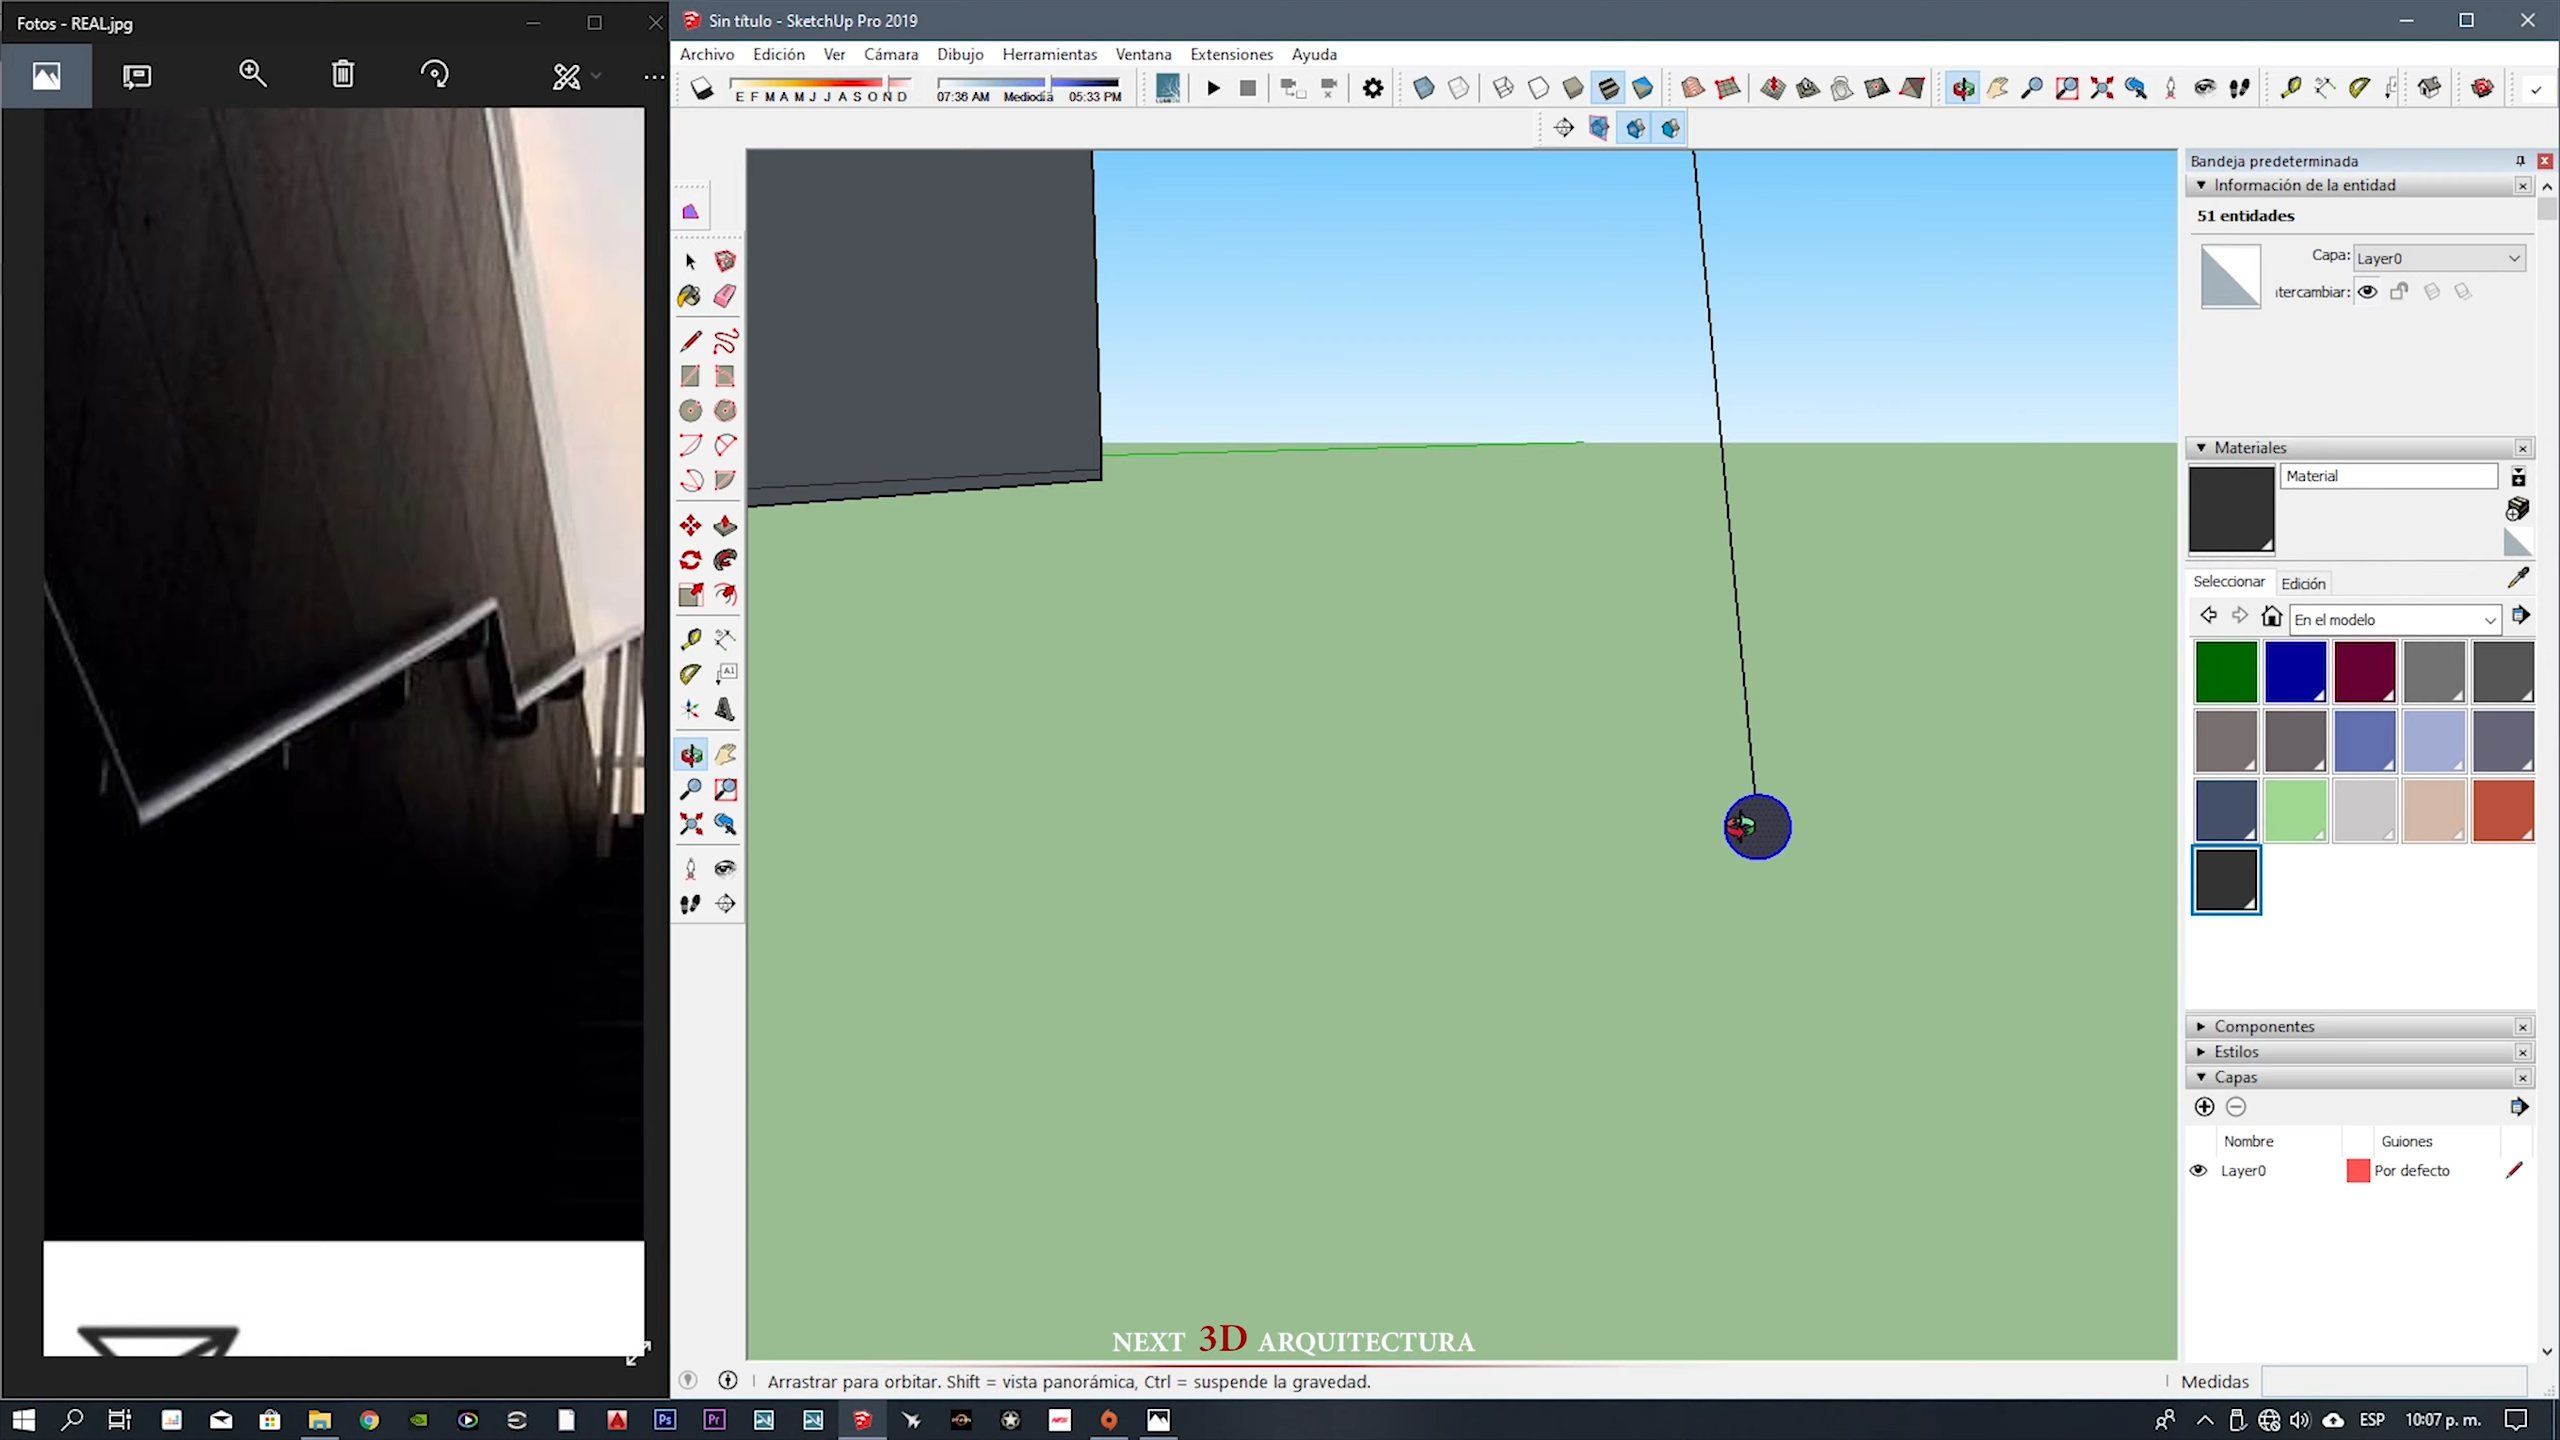 Fotos - REAL.jpg
Sin título - SketchUp Pro 2019
Archivo Edición Ver Cámara Dibujo Herramientas Ventana Extensiones Ayuda
E F M A M J J A S O N D
07:36 AM Mediodía 05:33 PM
Bandeja predeterminada
Información de la entidad
51 entidades
Capa: Layer0
ıtercambiar:
Materiales
Material
Seleccionar Edición
En el modelo
Componentes
Estilos
Capas
Nombre Guiones
Layer0 Por defecto
NEXT 3D ARQUITECTURA
Arrastrar para orbitar. Shift = vista panorámica, Ctrl = suspende la gravedad.
Medidas
Ps Pr
ESP 10:07 p. m.